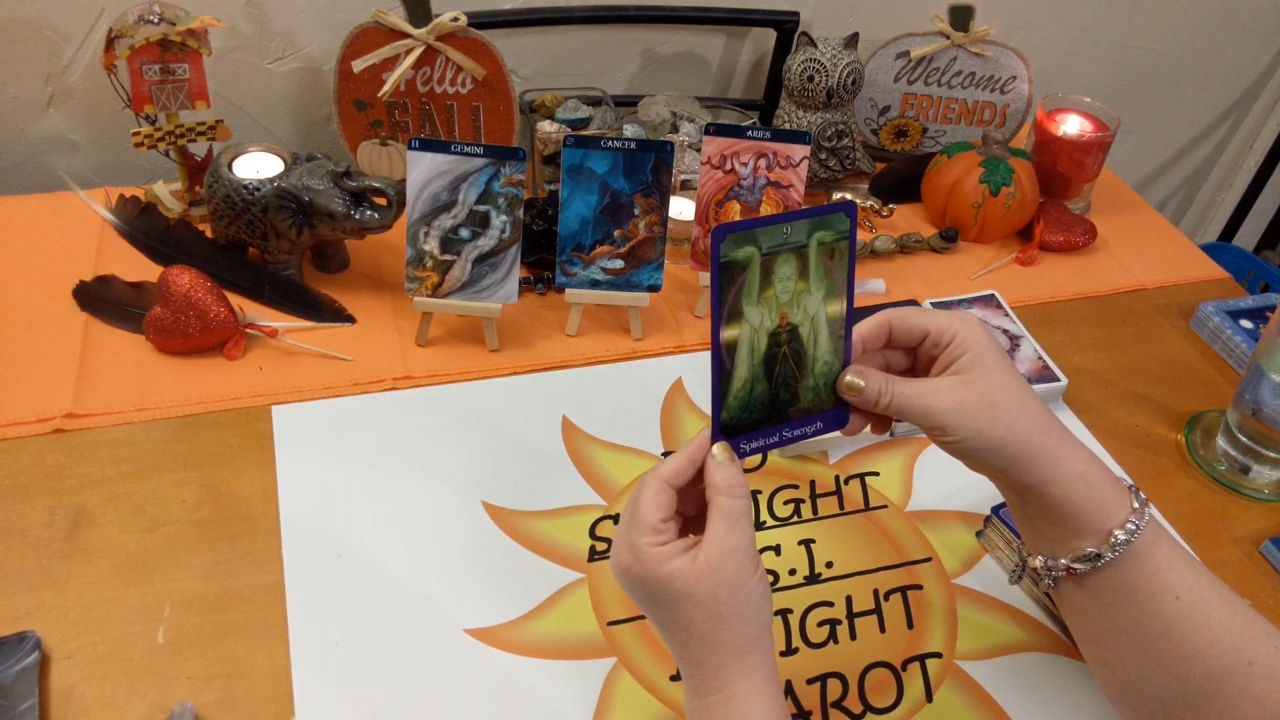 Hello
FALL
Welcome
FRIENDS
II GEMINI
CANCER
ARIES
9
Spiritual Strength
IGHT
S.I.
IGHT
AROT